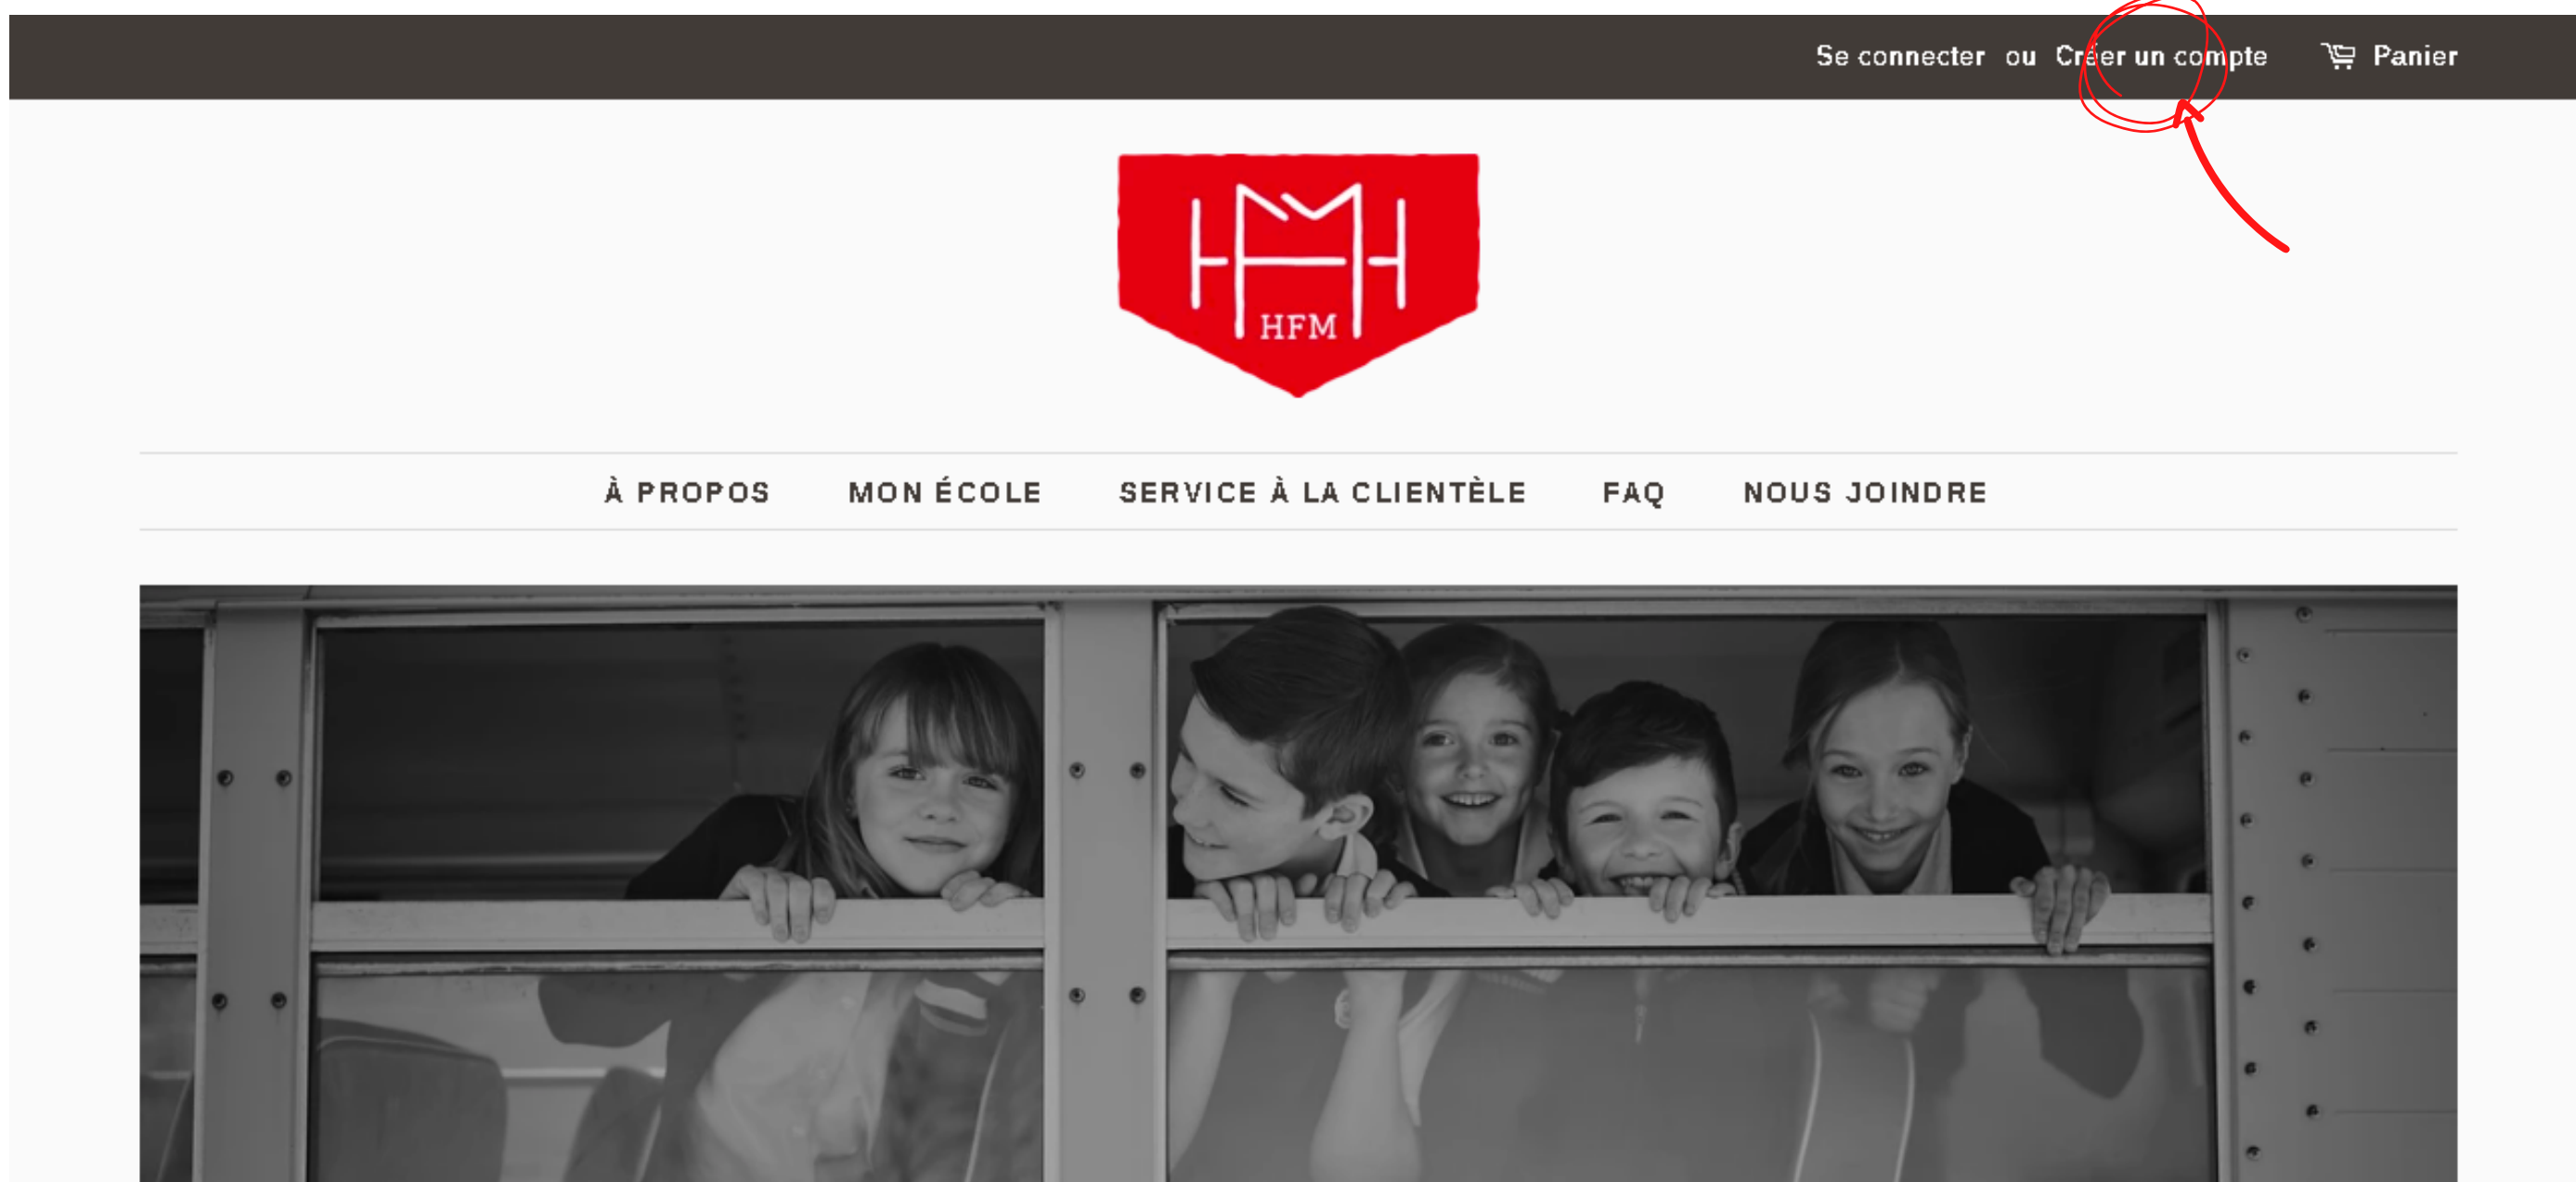 Se connecter ou Créer un compte Panier
HFM
À PROPOS MON ÉCOLE SERVICE À LA CLIENTÈLE FAQ NOUS JOINDRE